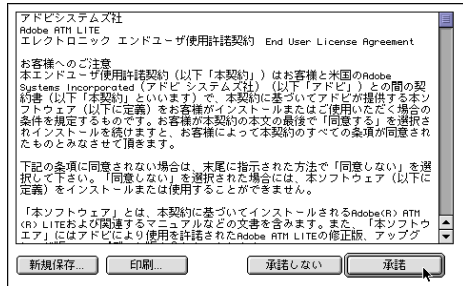 アドビシステムズ社
Adobe ATM LITE
エレクトロニック エンドユーザ使用許諾契約 End User License Agreement
お客様へのご注意
本エンドユーザ使用許諾契約（以下「本契約」）はお客様と米国のAdobe
Systems Incorporated（アドビ システムズ社）（以下「アドビ」）との間の契
約書（以下「本契約」といいます）で、本契約に基づいてアドビが提供する本ソ
フトウェア（以下に定義）をお客様がインストールまたはご使用いただく場合の
条件を規定するものです。お客様が本契約の本文の最後で「同意する」を選択さ
れインストールを続けますと、お客様によって本契約のすべての条項が同意され
たものとみなさせて頂きます。
下記の条項に同意されない場合は、末尾に指示された方法で「同意しない」を選
択して下さい。「同意しない」を選択された場合には、本ソフトウェア（以下に
定義）をインストールまたは使用することができません。
「本ソフトウェア」とは、本契約に基づいてインストールされるAdobe(R) ATM
(R) LITEおよび関連するマニュアルなどの文書を含みます。また、「本ソフトウ
ェア」にはアドビにより使用を許諾されたAdobe ATM LITEの修正版、アップグ
新規保存...
印刷...
承諾しない
承諾